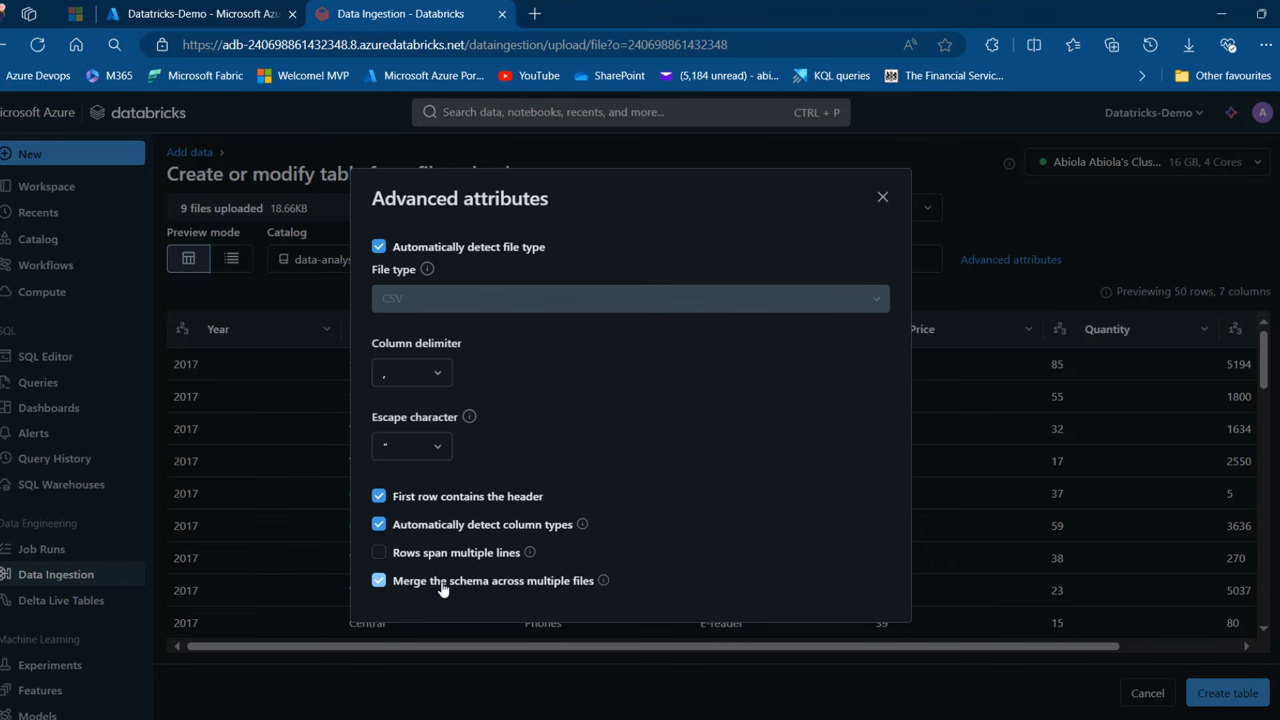 Datatricks-Demo - Microsoft Azu
Data Ingestion - Databricks
https://adb-240698861432348.8.azuredatabricks.net/dataingestion/upload/file?o=240698861432348
Azure Devops
M365
Microsoft Fabric
Welcome! MVP
Microsoft Azure Por...
YouTube
SharePoint
(5,184 unread) - abi...
KQL queries
The Financial Servic...
Other favourites
icrosoft Azure
databricks
Search data, notebooks, recents, and more...
CTRL + P
Datatricks-Demo
A
New
Workspace
Recents
Catalog
Workflows
Compute
SQL
SQL Editor
Queries
Dashboards
Alerts
Query History
SQL Warehouses
Data Engineering
Job Runs
Data Ingestion
Delta Live Tables
Machine Learning
Experiments
Features
Models
Add data >
Create or modify tabl
Abiola Abiola's Clus... 16 GB, 4 Cores
9 files uploaded 18.66KB
Preview mode
Catalog
data-analys
Advanced attributes
Previewing 50 rows, 7 columns
Year
Price
Quantity
2017
85
5194
2017
55
1800
2017
32
1634
2017
17
2550
2017
37
5
2017
59
3636
2017
38
270
2017
23
5037
2017
Central
Phones
E-reader
59
15
80
Cancel
Create table
Advanced attributes
Automatically detect file type
File type
CSV
Column delimiter
,
Escape character
"
First row contains the header
Automatically detect column types
Rows span multiple lines
Merge the schema across multiple files